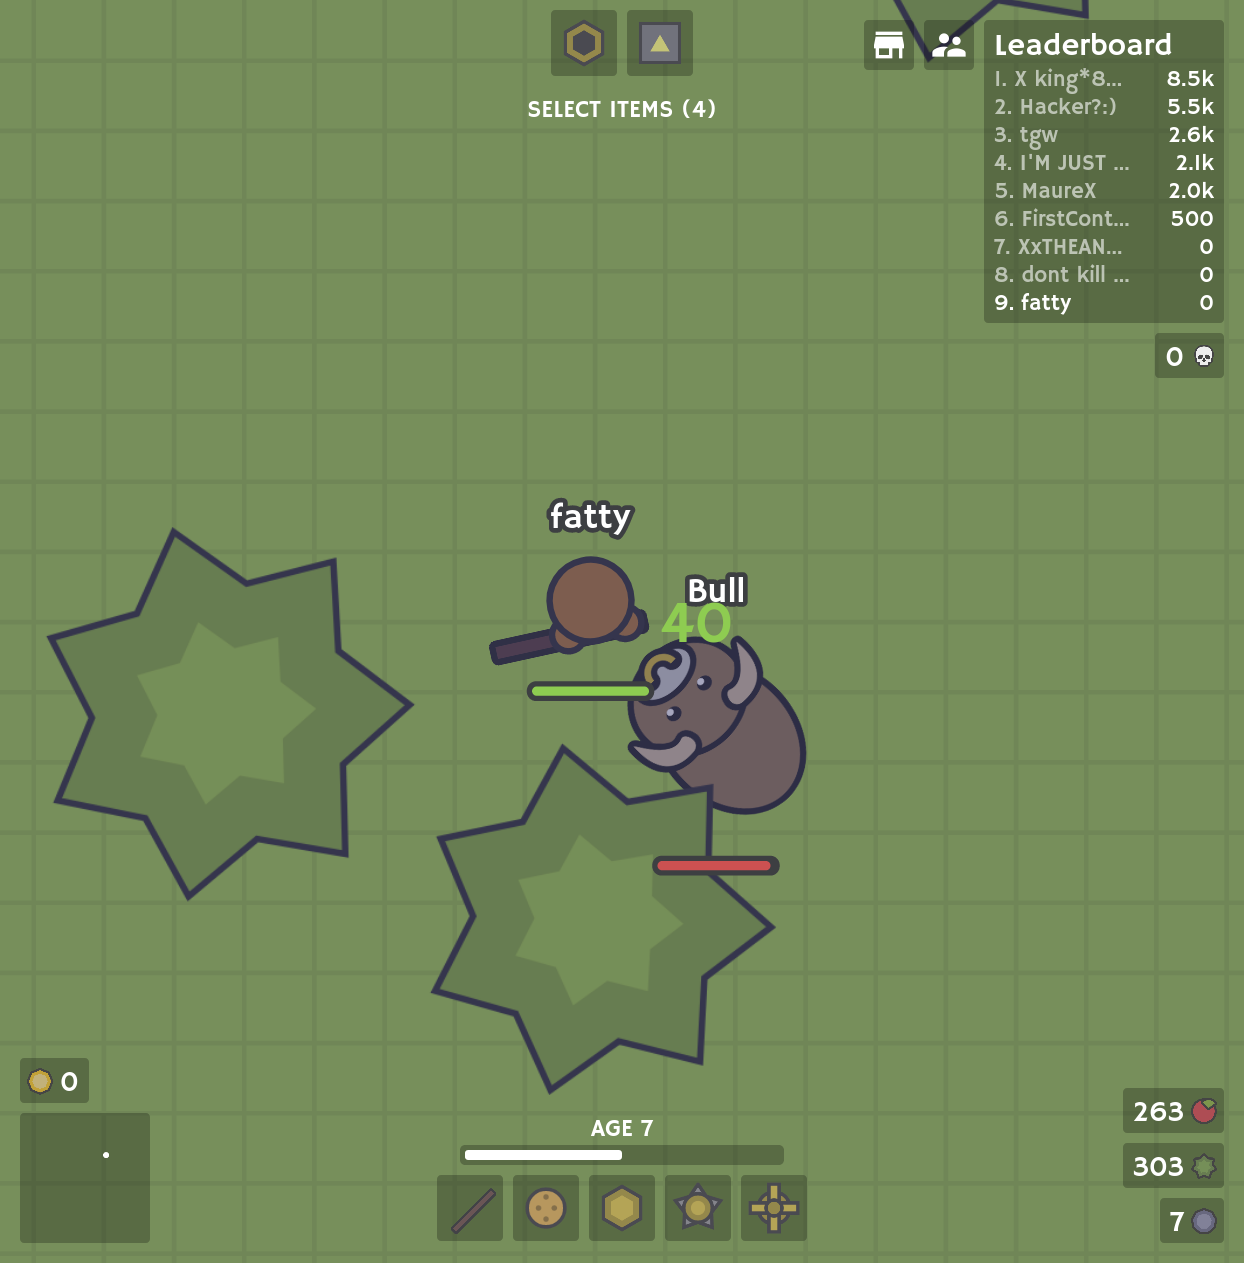 SELECT ITEMS (4)
Leaderboard
1. X king*8... 8.5k
2. Hacker?:) 5.5k
3. tgw 2.6k
4. I'M JUST ... 2.1k
5. MaureX 2.0k
6. FirstCont... 500
7. XxTHEAN... 0
8. dont kill ... 0
9. fatty 0
0
fatty
Bull
40
0
AGE 7
263
303
7